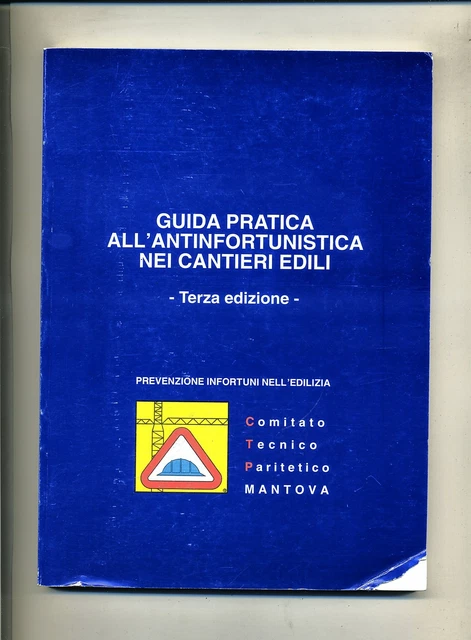 GUIDA PRATICA
ALL'ANTINFORTUNISTICA
NEI CANTIERI EDILI
- Terza edizione -
PREVENZIONE INFORTUNI NELL'EDILIZIA
Comitato
Tecnico
Paritetico
MANTOVA